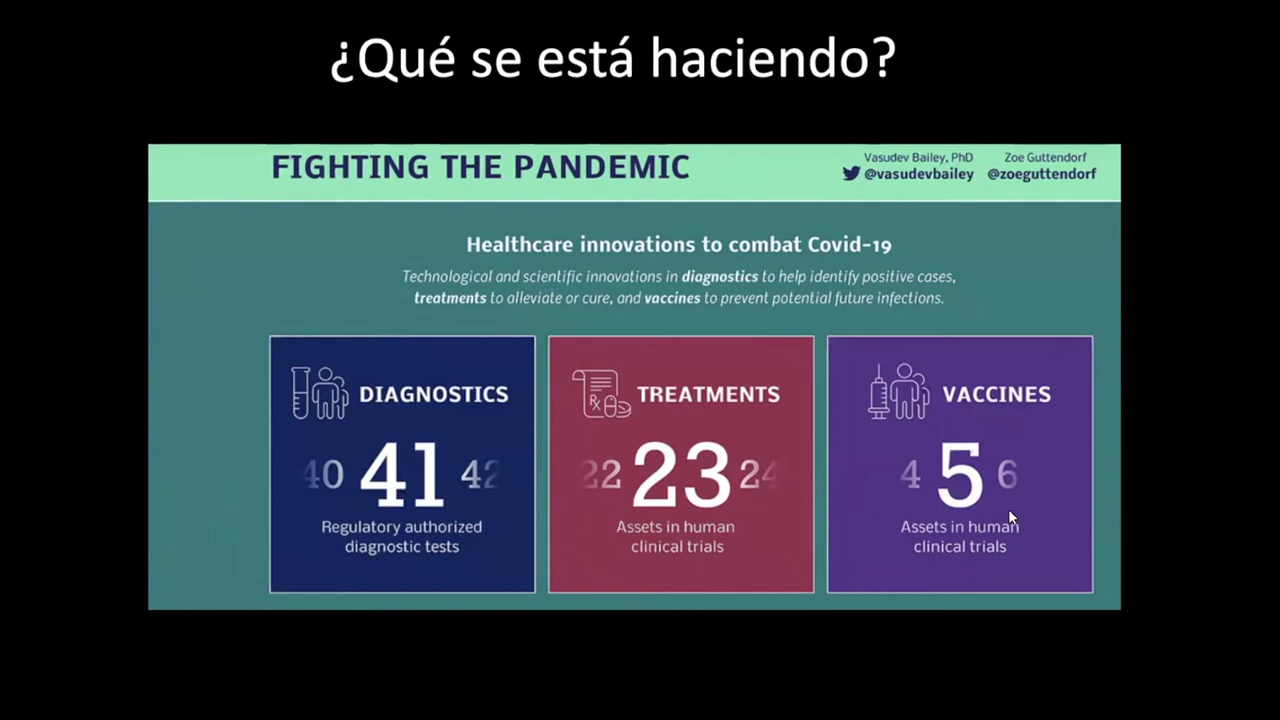 ¿Qué se está haciendo?
FIGHTING THE PANDEMIC
Vasudev Bailey, PhD
@vasudevbailey
Zoe Guttendorf
@zoeguttendorf
Healthcare innovations to combat Covid-19
Technological and scientific innovations in diagnostics to help identify positive cases,
treatments to alleviate or cure, and vaccines to prevent potential future infections.
DIAGNOSTICS
40 41 42
Regulatory authorized
diagnostic tests
TREATMENTS
22 23 24
Assets in human
clinical trials
VACCINES
4 5 6
Assets in human
clinical trials